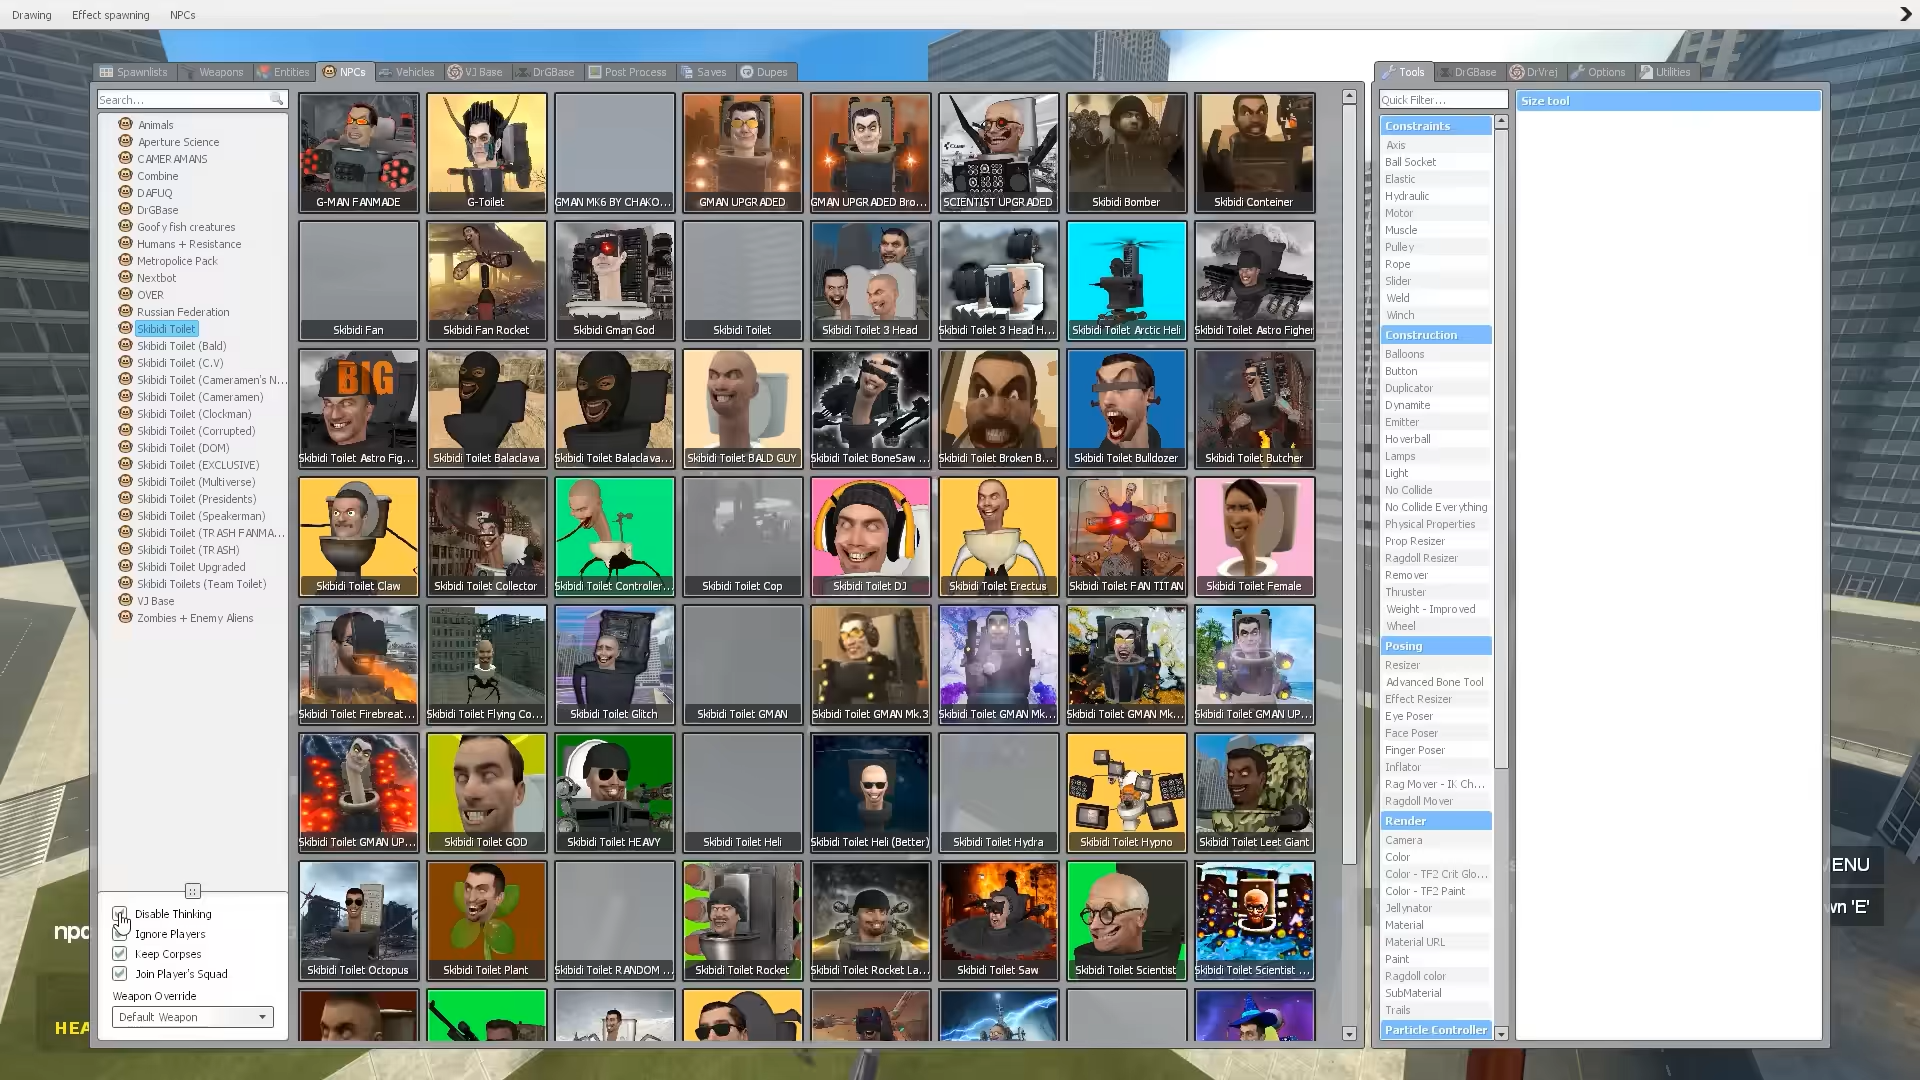 Drawing Effect spawning NPCs
Spawnlists Weapons Entities NPCs Vehicles VJ Base DrGBase Post Process Saves Dupes
Tools DrGBase DrVrej Options Utilities
Search...
Animals
Aperture Science
CAMERAMANS
Combine
DAFUQ
DrGBase
Goofy fish creatures
Humans + Resistance
Metropolice Pack
Nextbot
OVER
Russian Federation
Skibidi Toilet
Skibidi Toilet (Bald)
Skibidi Toilet (C.V)
Skibidi Toilet (Cameramen's N...
Skibidi Toilet (Cameramen)
Skibidi Toilet (Clockman)
Skibidi Toilet (Corrupted)
Skibidi Toilet (DOM)
Skibidi Toilet (EXCLUSIVE)
Skibidi Toilet (Multiverse)
Skibidi Toilet (Presidents)
Skibidi Toilet (Speakerman)
Skibidi Toilet (TRASH FANMA...
Skibidi Toilet (TRASH)
Skibidi Toilet Upgraded
Skibidi Toilets (Team Toilet)
VJ Base
Zombies + Enemy Aliens
Disable Thinking
Ignore Players
Keep Corpses
Join Player's Squad
Weapon Override
Default Weapon
npc
HEA
G-MAN FANMADE G-Toilet GMAN MK6 BY CHAKO... GMAN UPGRADED GMAN UPGRADED Bro... SCIENTIST UPGRADED Skibidi Bomber Skibidi Conteiner
Skibidi Fan Skibidi Fan Rocket Skibidi Gman God Skibidi Toilet Skibidi Toilet 3 Head Skibidi Toilet 3 Head H... Skibidi Toilet Arctic Heli Skibidi Toilet Astro Figher
BIG
Skibidi Toilet Astro Fig... Skibidi Toilet Balaclava Skibidi Toilet Balaclava... Skibidi Toilet BALD GUY Skibidi Toilet BoneSaw ... Skibidi Toilet Broken B... Skibidi Toilet Bulldozer Skibidi Toilet Butcher
Skibidi Toilet Claw Skibidi Toilet Collector Skibidi Toilet Controller... Skibidi Toilet Cop Skibidi Toilet DJ Skibidi Toilet Erectus Skibidi Toilet FAN TITAN Skibidi Toilet Female
Skibidi Toilet Firebreat... Skibidi Toilet Flying Co... Skibidi Toilet Glitch Skibidi Toilet GMAN Skibidi Toilet GMAN Mk.3 Skibidi Toilet GMAN Mk... Skibidi Toilet GMAN Mk... Skibidi Toilet GMAN UP...
Skibidi Toilet GMAN UP... Skibidi Toilet GOD Skibidi Toilet HEAVY Skibidi Toilet Heli Skibidi Toilet Heli (Better) Skibidi Toilet Hydra Skibidi Toilet Hypno Skibidi Toilet Leet Giant
Skibidi Toilet Octopus Skibidi Toilet Plant Skibidi Toilet RANDOM ... Skibidi Toilet Rocket Skibidi Toilet Rocket La... Skibidi Toilet Saw Skibidi Toilet Scientist Skibidi Toilet Scientist ...
Quick Filter...
Constraints
Axis
Ball Socket
Elastic
Hydraulic
Motor
Muscle
Pulley
Rope
Slider
Weld
Winch
Construction
Balloons
Button
Duplicator
Dynamite
Emitter
Hoverball
Lamps
Light
No Collide
No Collide Everything
Physical Properties
Prop Resizer
Ragdoll Resizer
Remover
Thruster
Weight - Improved
Wheel
Posing
Resizer
Advanced Bone Tool
Effect Resizer
Eye Poser
Face Poser
Finger Poser
Inflator
Rag Mover - IK Ch...
Ragdoll Mover
Render
Camera
Color
Color - TF2 Crit Glo...
Color - TF2 Paint
Jellynator
Material
Material URL
Paint
Ragdoll color
SubMaterial
Trails
Particle Controller
Size tool
MENU
wn 'E'